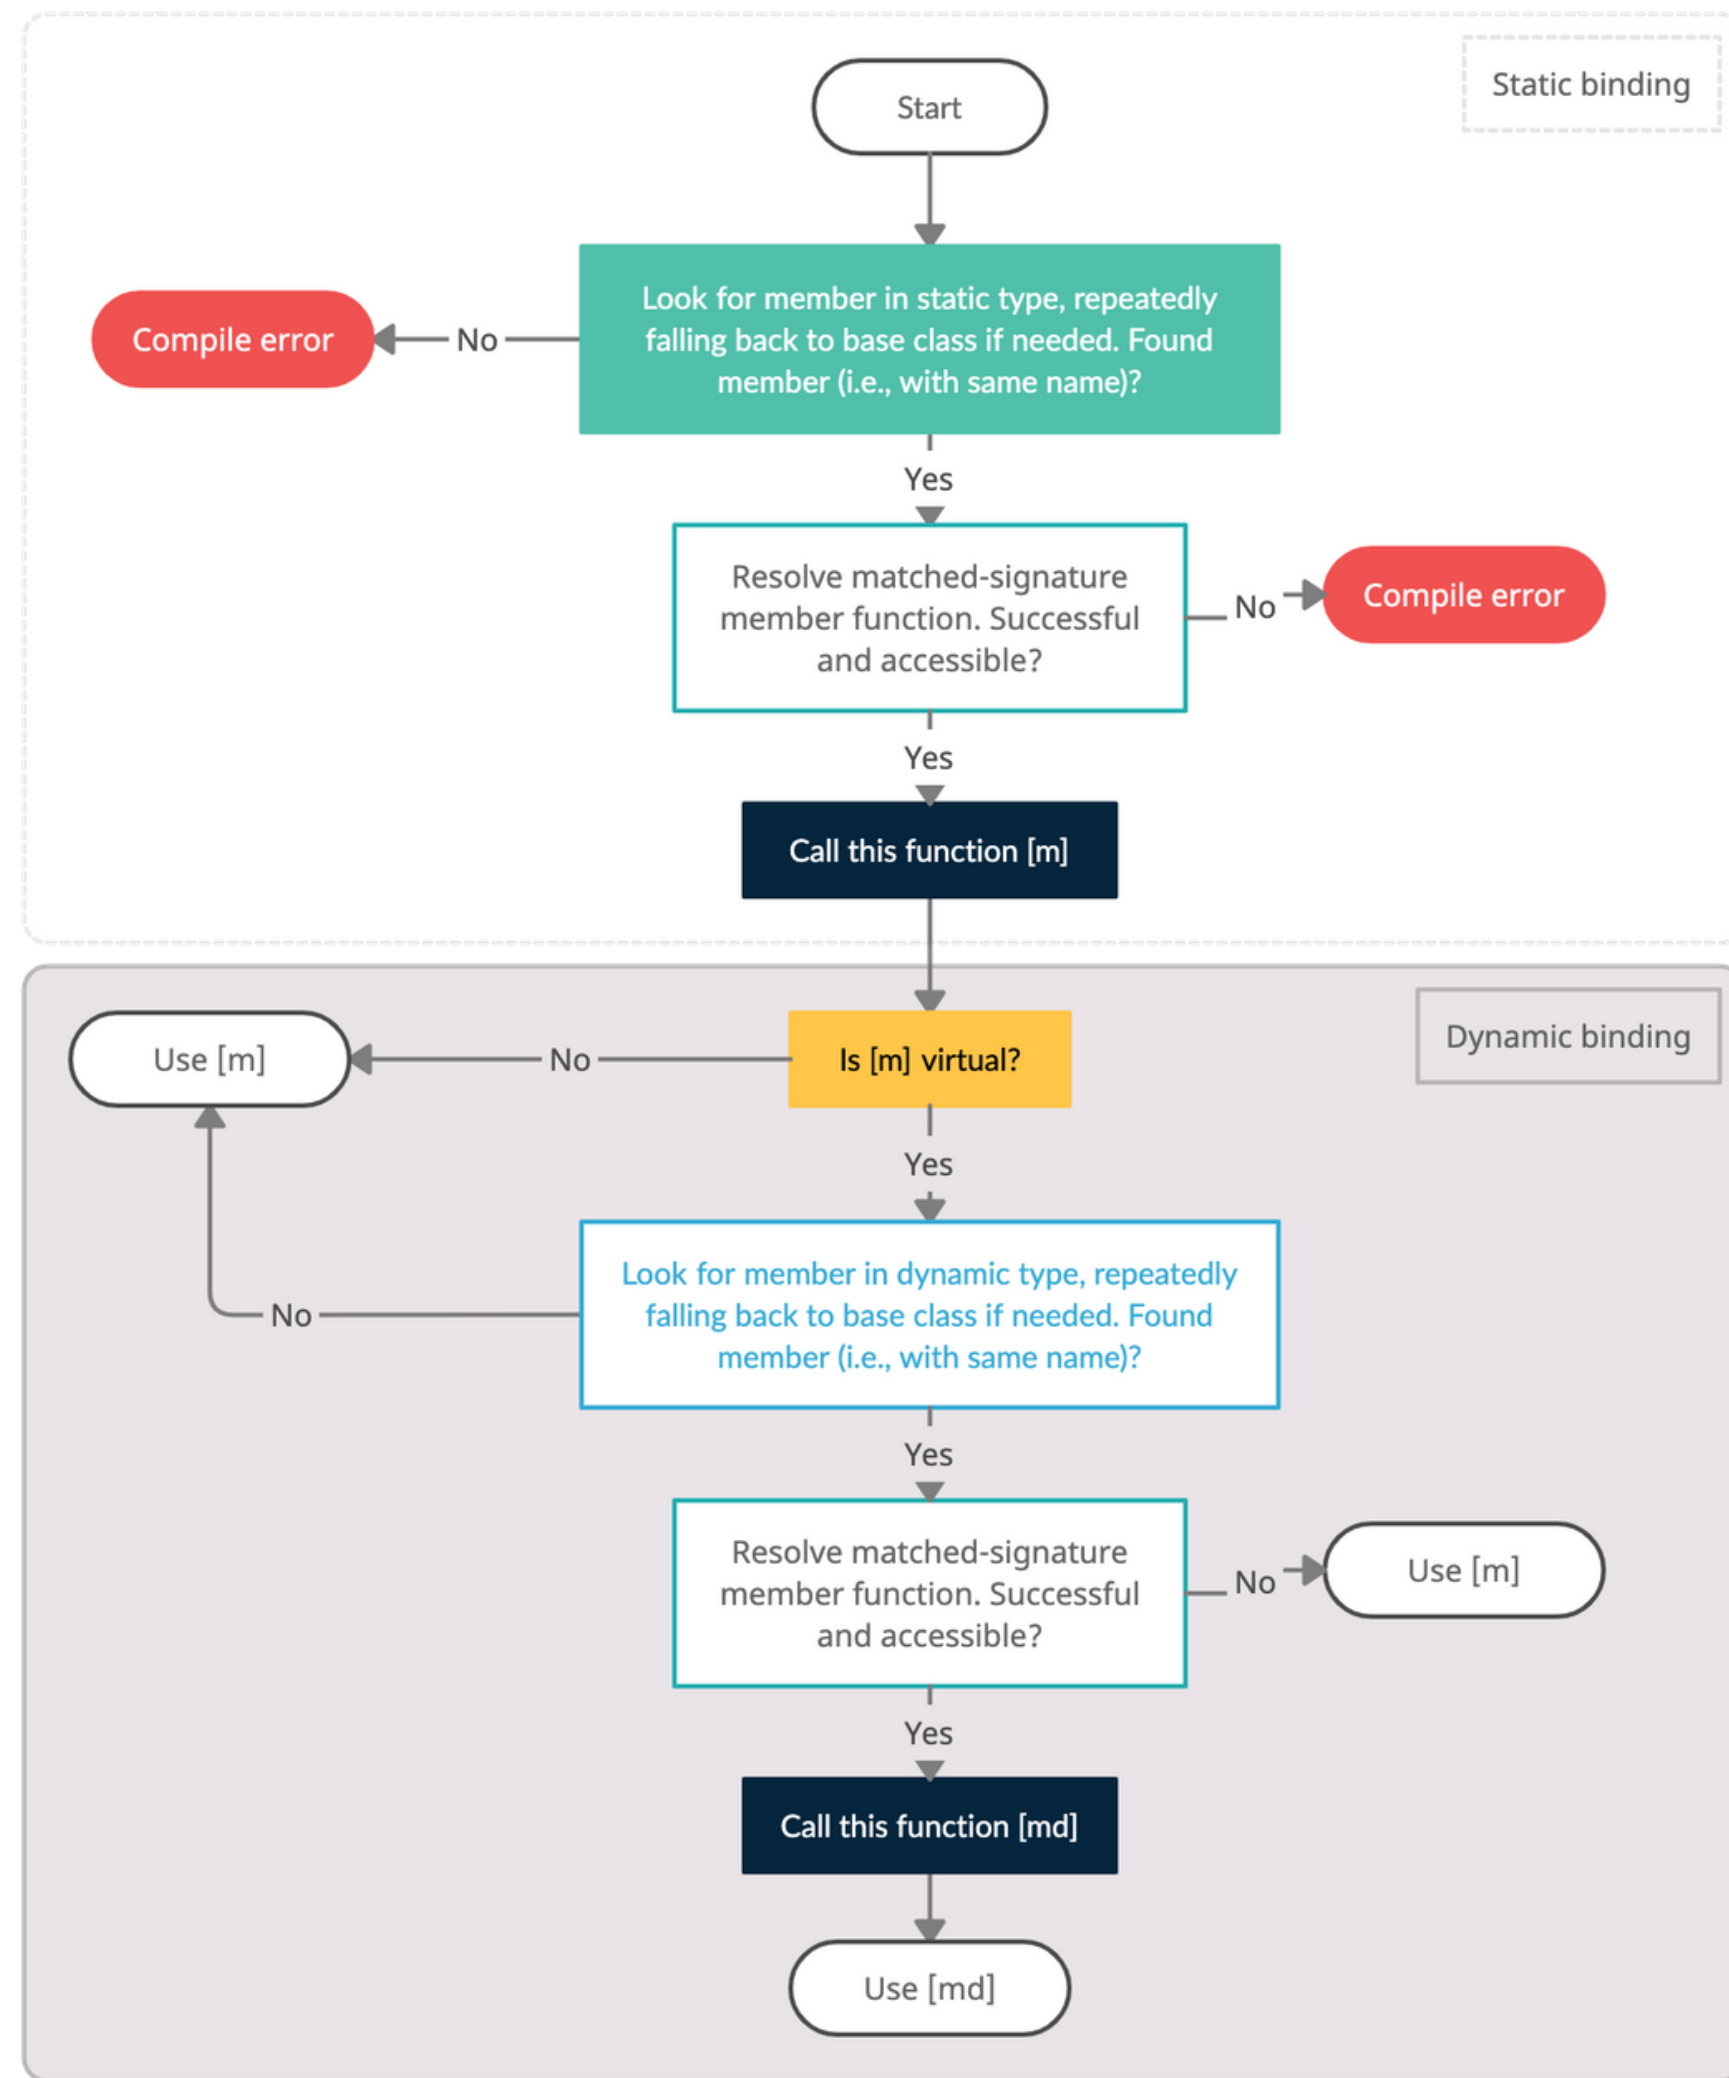 Static binding
Start
Look for member in static type, repeatedly
falling back to base class if needed. Found
member (i.e., with same name)?
No
Compile error
Yes
Resolve matched-signature
member function. Successful
and accessible?
No
Compile error
Yes
Call this function [m]
Dynamic binding
Is [m] virtual?
No
Use [m]
Yes
Look for member in dynamic type, repeatedly
falling back to base class if needed. Found
member (i.e., with same name)?
No
Yes
Resolve matched-signature
member function. Successful
and accessible?
No
Use [m]
Yes
Call this function [md]
Use [md]